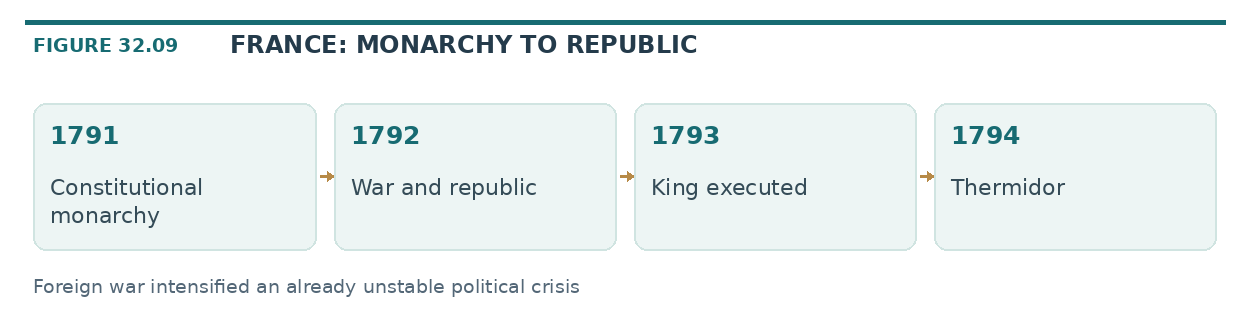 FIGURE 32.09 FRANCE: MONARCHY TO REPUBLIC
1791
Constitutional
monarchy
1792
War and republic
1793
King executed
1794
Thermidor
Foreign war intensified an already unstable political crisis